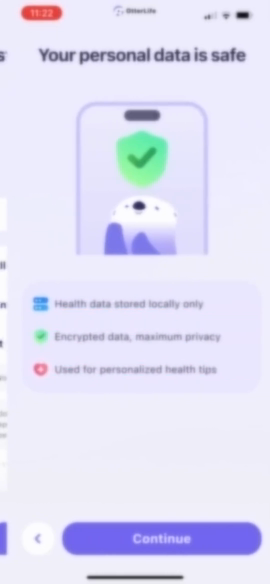 11:22
OtterLife
Your personal data is safe
Health data stored locally only
Encrypted data, maximum privacy
Used for personalized health tips
Continue